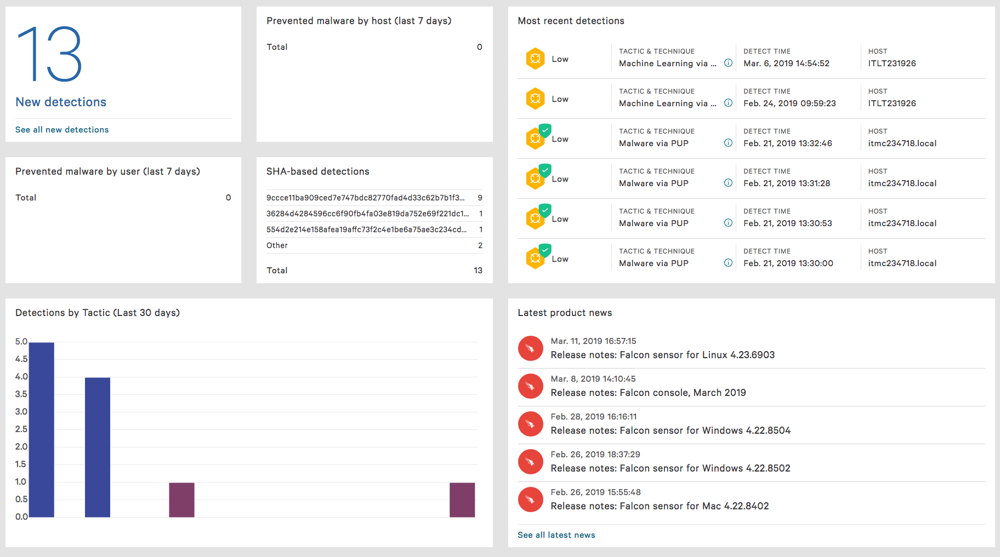 13
New detections
See all new detections
Prevented malware by host (last 7 days)
Total 0
Prevented malware by user (last 7 days)
Total 0
SHA-based detections
9ccce11ba909ced7e747bdc82770fad4d33c62b7b1f3... 9
36284d4284596cc6f90fb4fa03e819da752e69f221dc1... 1
554d2e214e158afea19affc73f2c4e1be6a75ae3c234cd... 1
Other 2
Total 13
Most recent detections
Low
TACTIC & TECHNIQUE DETECT TIME HOST
Machine Learning via ... Mar. 6, 2019 14:54:52 ITLT231926
Low
TACTIC & TECHNIQUE DETECT TIME HOST
Machine Learning via ... Feb. 24, 2019 09:59:23 ITLT231926
Low
TACTIC & TECHNIQUE DETECT TIME HOST
Malware via PUP Feb. 21, 2019 13:32:46 itmc234718.local
Low
TACTIC & TECHNIQUE DETECT TIME HOST
Malware via PUP Feb. 21, 2019 13:31:28 itmc234718.local
Low
TACTIC & TECHNIQUE DETECT TIME HOST
Malware via PUP Feb. 21, 2019 13:30:53 itmc234718.local
Low
TACTIC & TECHNIQUE DETECT TIME HOST
Malware via PUP Feb. 21, 2019 13:30:00 itmc234718.local
Detections by Tactic (Last 30 days)
5.0
4.5
4.0
3.5
3.0
2.5
2.0
1.5
1.0
0.5
0.0
Latest product news
Mar. 11, 2019 16:57:15
Release notes: Falcon sensor for Linux 4.23.6903
Mar. 8, 2019 14:10:45
Release notes: Falcon console, March 2019
Feb. 28, 2019 16:16:11
Release notes: Falcon sensor for Windows 4.22.8504
Feb. 26, 2019 18:37:29
Release notes: Falcon sensor for Windows 4.22.8502
Feb. 26, 2019 15:55:48
Release notes: Falcon sensor for Mac 4.22.8402
See all latest news